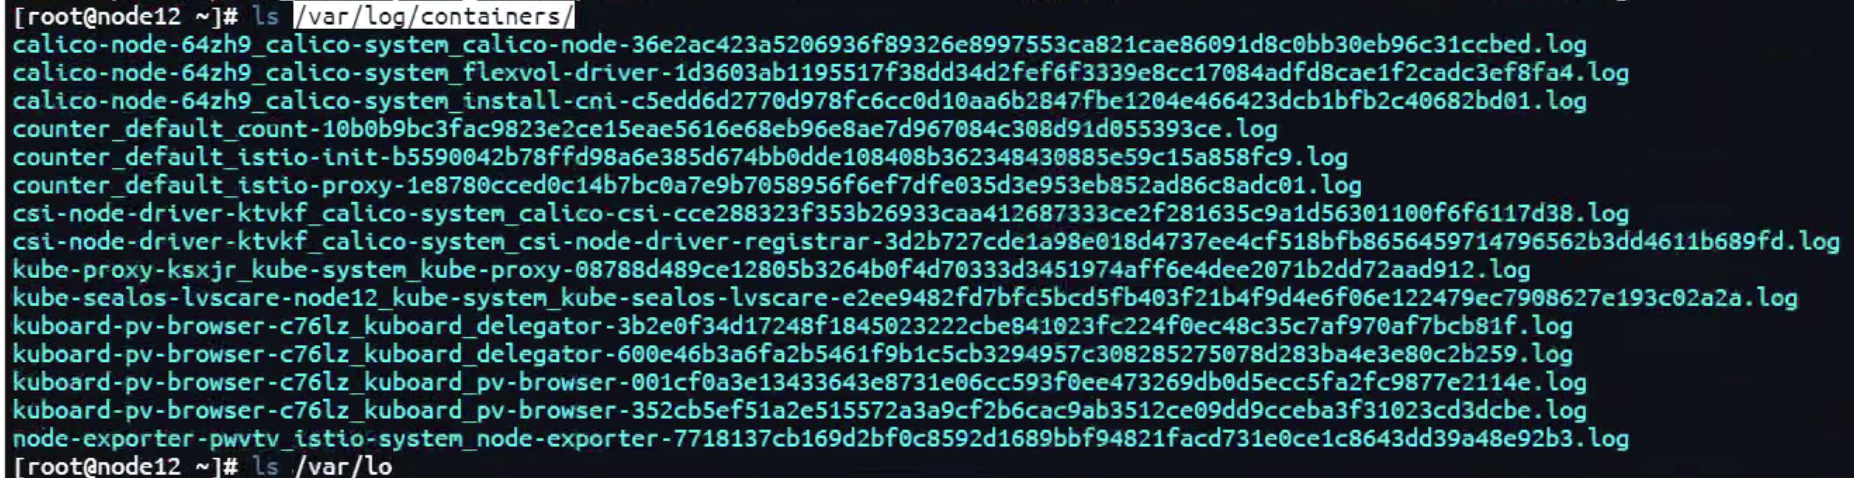 [root@node12 ~]# ls /var/log/containers/
calico-node-64zh9_calico-system_calico-node-36e2ac423a5206936f89326e8997553ca821cae86091d8c0bb30eb96c31ccbed.log
calico-node-64zh9_calico-system_flexvol-driver-1d3603ab1195517f38dd34d2fef6f3339e8cc17084adfd8cae1f2cadc3ef8fa4.log
calico-node-64zh9_calico-system_install-cni-c5edd6d2770d978fc6cc0d10aa6b2847fbe1204e466423dcb1bfb2c40682bd01.log
counter_default_count-10b0b9bc3fac9823e2ce15eae5616e68eb96e8ae7d967084c308d91d055393ce.log
counter_default_istio-init-b5590042b78ffd98a6e385d674bb0dde108408b362348430885e59c15a858fc9.log
counter_default_istio-proxy-1e8780cced0c14b7bc0a7e9b7058956f6ef7dfe035d3e953eb852ad86c8adc01.log
csi-node-driver-ktvkf_calico-system_calico-csi-cce288323f353b26933caa412687333ce2f281635c9a1d56301100f6f6117d38.log
csi-node-driver-ktvkf_calico-system_csi-node-driver-registrar-3d2b727cde1a98e018d4737ee4cf518bfb8656459714796562b3dd4611b689fd.log
kube-proxy-ksxjr_kube-system_kube-proxy-08788d489ce12805b3264b0f4d70333d3451974aff6e4dee2071b2dd72aad912.log
kube-sealos-lvscare-node12_kube-system_kube-sealos-lvscare-e2ee9482fd7bfc5bcd5fb403f21b4f9d4e6f06e122479ec7908627e193c02a2a.log
kuboard-pv-browser-c76lz_kuboard_delegator-3b2e0f34d17248f1845023222cbe841023fc224f0ec48c35c7af970af7bcb81f.log
kuboard-pv-browser-c76lz_kuboard_delegator-600e46b3a6fa2b5461f9b1c5cb3294957c308285275078d283ba4e3e80c2b259.log
kuboard-pv-browser-c76lz_kuboard_pv-browser-001cf0a3e13433643e8731e06cc593f0ee473269db0d5ecc5fa2fc9877e2114e.log
kuboard-pv-browser-c76lz_kuboard_pv-browser-352cb5ef51a2e515572a3a9cf2b6cac9ab3512ce09dd9cceba3f31023cd3dcbe.log
node-exporter-pwvtv_istio-system_node-exporter-7718137cb169d2bf0c8592d1689bbf94821facd731e0ce1c8643dd39a48e92b3.log
[root@node12 ~]# ls /var/lo